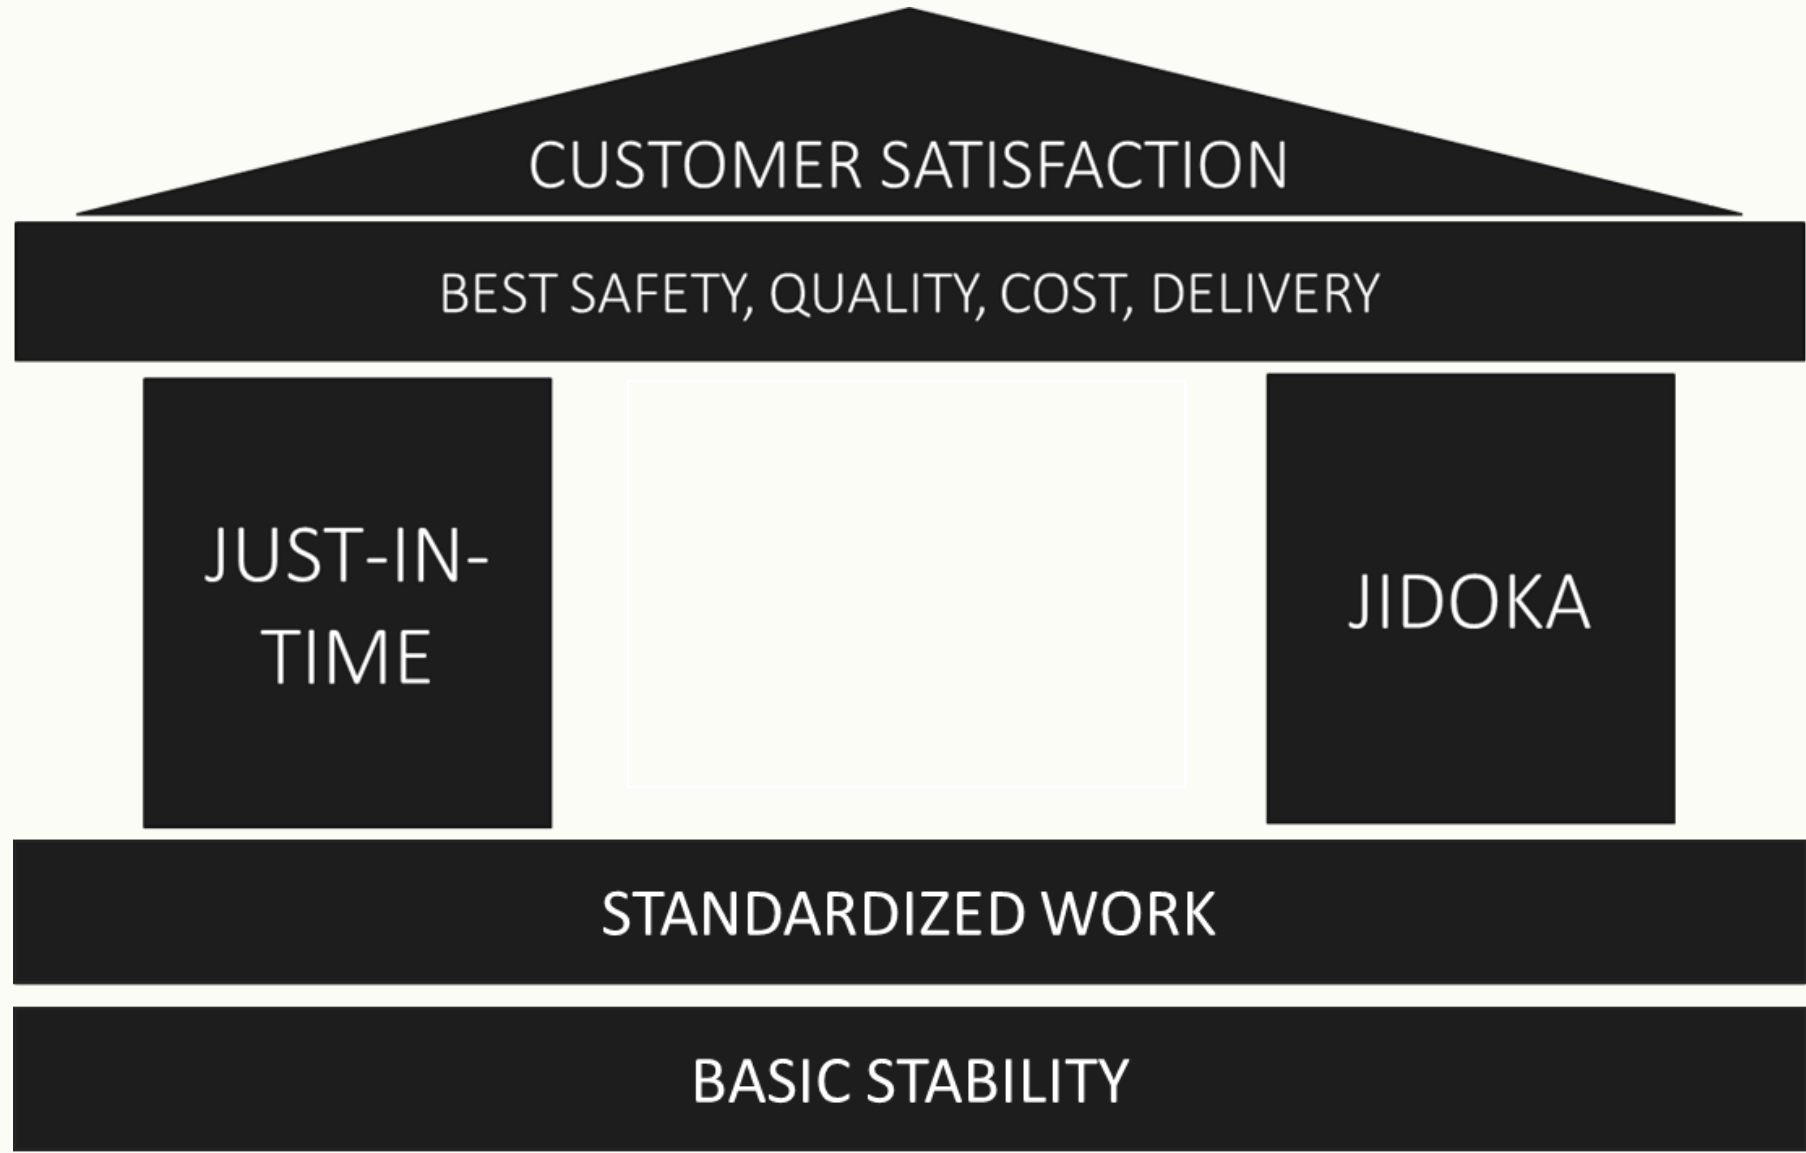 CUSTOMER SATISFACTION
BEST SAFETY, QUALITY, COST, DELIVERY
JUST-IN-
TIME
JIDOKA
STANDARDIZED WORK
BASIC STABILITY